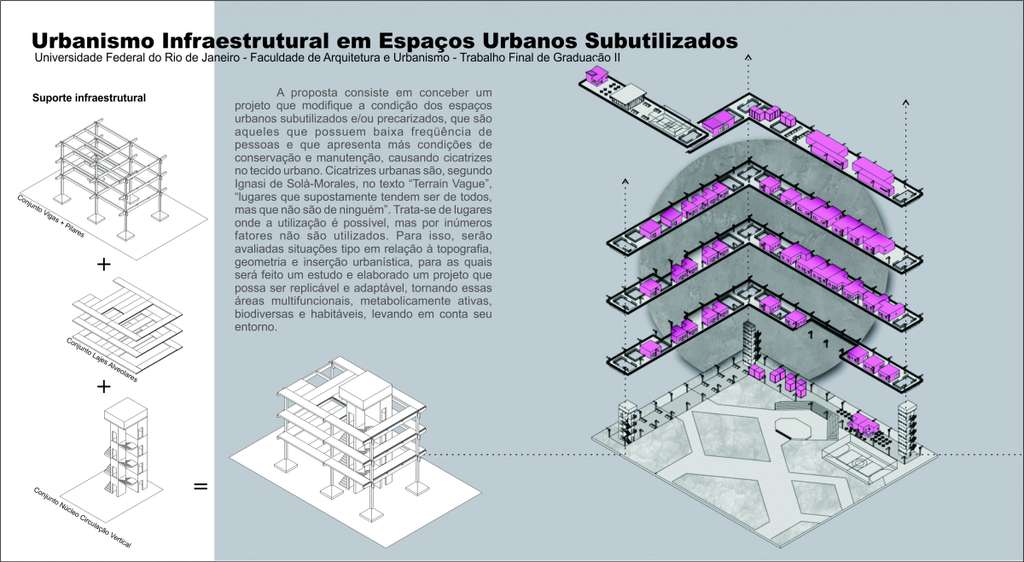 Urbanismo Infraestrutural em Espaços Urbanos Subutilizados
Universidade Federal do Rio de Janeiro - Faculdade de Arquitetura e Urbanismo - Trabalho Final de Graduacão II
Suporte infraestrutural
Conjunto Vigas + Pilares
+
Conjunto Lajes Alveolares
+
Conjunto Núcleo Circulação Vertical
=
A proposta consiste em conceber um
projeto que modifique a condição dos espaços
urbanos subutilizados e/ou precarizados, que são
aqueles que possuem baixa freqüência de
pessoas e que apresenta más condições de
conservação e manutenção, causando cicatrizes
no tecido urbano. Cicatrizes urbanas são, segundo
Ignasi de Solà-Morales, no texto “Terrain Vague”,
“lugares que supostamente tendem ser de todos,
mas que não são de ninguém”. Trata-se de lugares
onde a utilização é possível, mas por inúmeros
fatores não são utilizados. Para isso, serão
avaliadas situações tipo em relação à topografia,
geometria e inserção urbanística, para as quais
será feito um estudo e elaborado um projeto que
possa ser replicável e adaptável, tornando essas
áreas multifuncionais, metabolicamente ativas,
biodiversas e habitáveis, levando em conta seu
entorno.